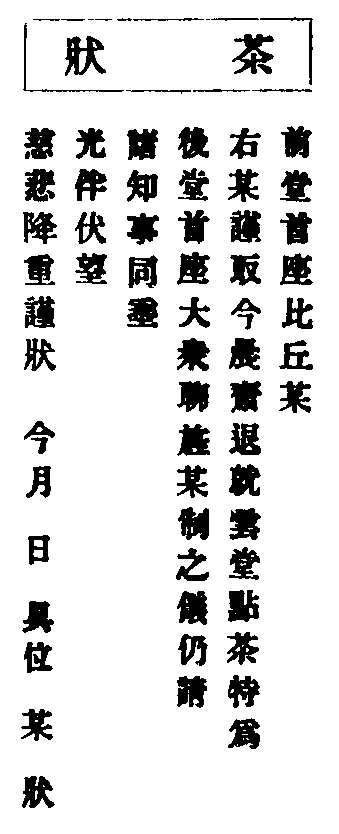 茶狀
前堂首座比丘某
右某謹取今晨齋退就雲堂點茶特爲
後堂首座大衆聊旌某制之儀仍請
諸知事同垂
光伴伏望
慈悲降重謹狀　今月　日　具位　某　狀